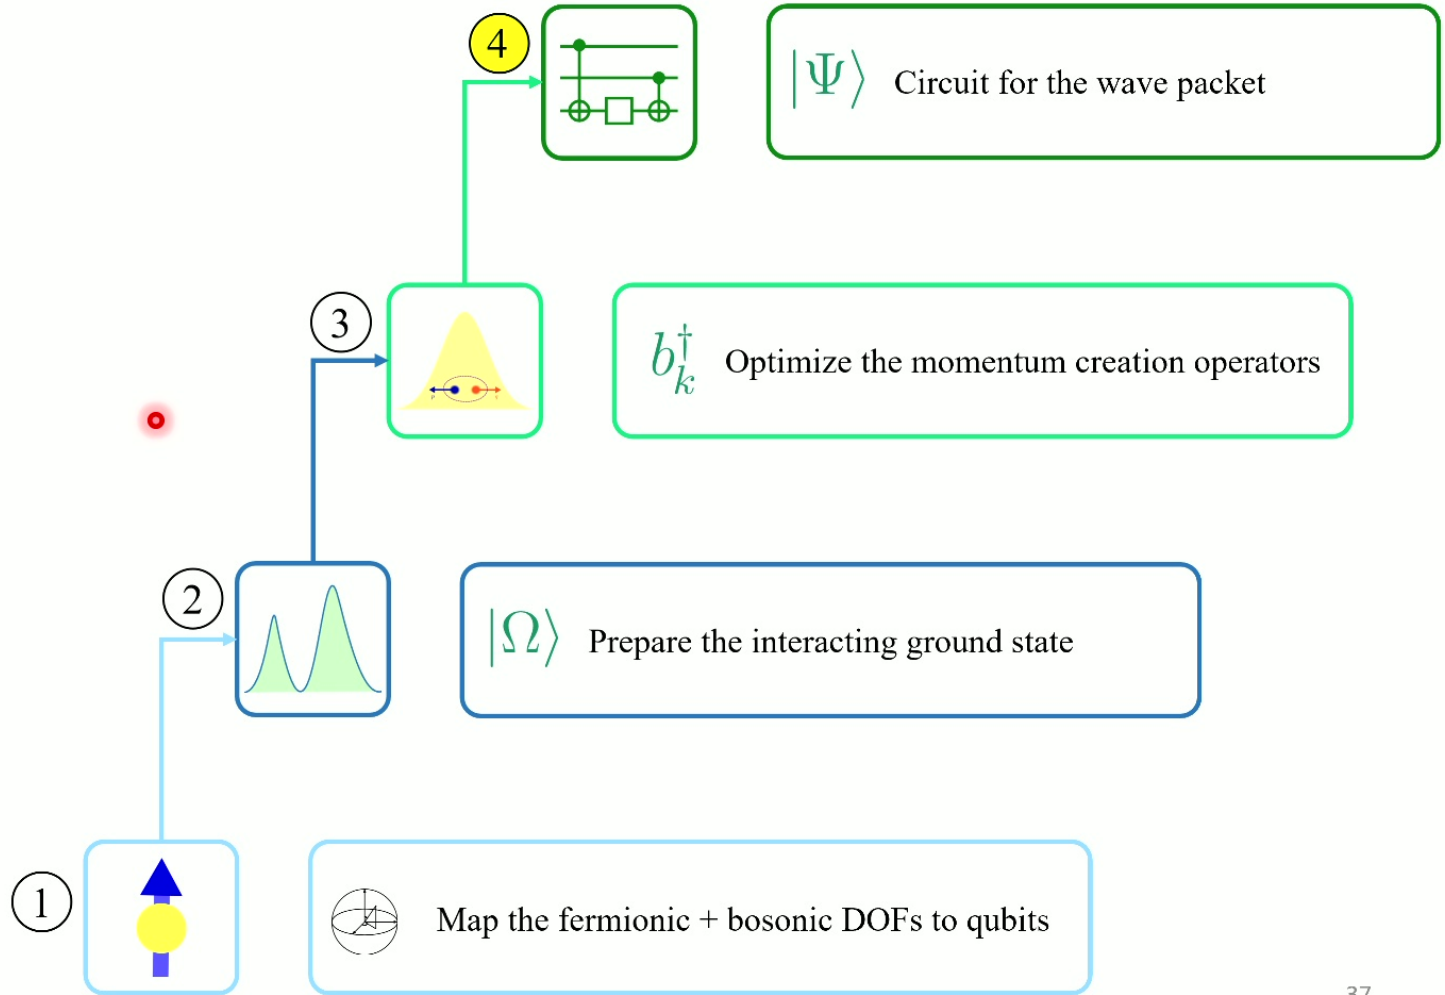 4
|Ψ⟩ Circuit for the wave packet
3
b†k Optimize the momentum creation operators
2
|Ω⟩ Prepare the interacting ground state
1
Map the fermionic + bosonic DOFs to qubits
37